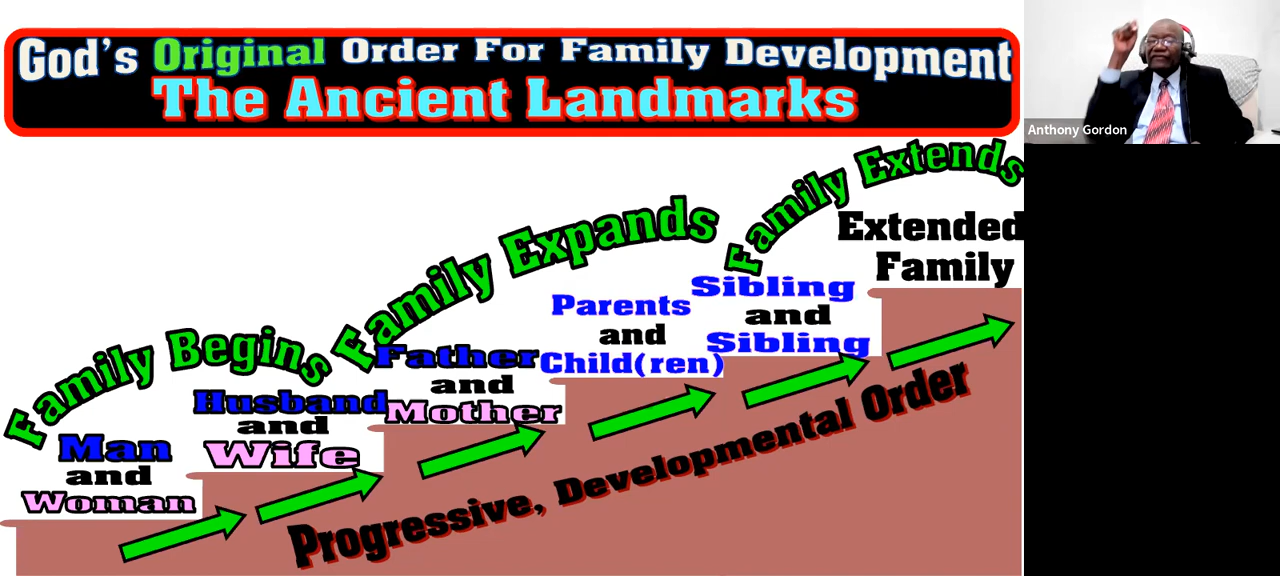 God's Original Order For Family Development
The Ancient Landmarks
Anthony Gordon
Family Begins
Family Expands
Family Extends
Man
and
Woman
Husband
and
Wife
Father
and
Mother
Parents
and
Child(ren)
Sibling
and
Sibling
Extended
Family
Progressive, Developmental Order